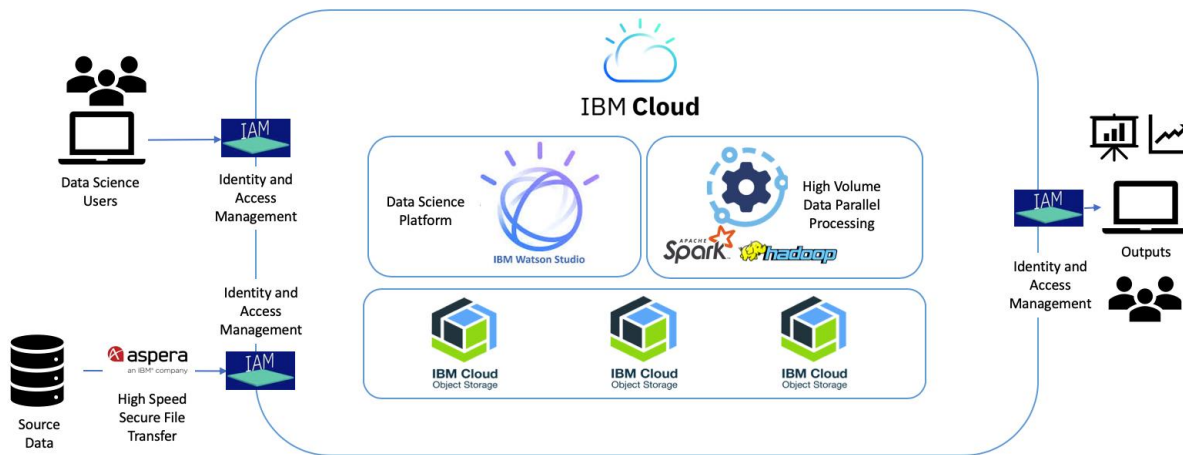 IBM Cloud
IAM
Data Science
Users
Identity and
Access
Management
Data Science
Platform
IBM Watson Studio
High Volume
Data Parallel
Processing
APACHE
Spark
hadoop
IAM
Identity and
Access
Management
Outputs
Identity and
Access
Management
aspera
an IBM® company
IAM
High Speed
Secure File
Transfer
Source
Data
IBM Cloud
Object Storage
IBM Cloud
Object Storage
IBM Cloud
Object Storage